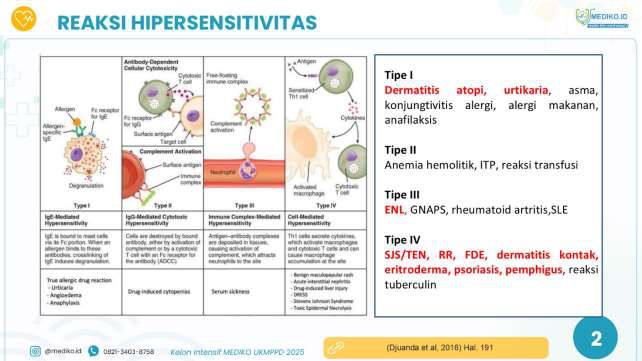 REAKSI HIPERSENSITIVITAS
MEDIKO.ID
Allergen
Fc receptor
for IgE
Allergen-
specific
IgE
Degranulation
Type I
Antibody-Dependent
Cellular Cytotoxicity
Cytotoxic
T cell
Fc receptor
for IgG
Surface antigen
Target cell
Complement Activation
Surface antigen
Immune
complex
Type II
Free-floating
immune complex
Complement
activation
Neutrophil
Type III
Antigen
Sensitized
Th1 cell
Cytokines
Activated
macrophage
Cytotoxic
T cell
Type IV
IgE-Mediated
Hypersensitivity
IgG-Mediated Cytotoxic
Hypersensitivity
Immune Complex-Mediated
Hypersensitivity
Cell-Mediated
Hypersensitivity
IgE is bound to mast cells
via its Fc portion. When an
allergen binds to these
antibodies, crosslinking of
IgE induces degranulation.
Cells are destroyed by bound
antibody, either by activation of
complement or by a cytotoxic
T cell with an Fc receptor for
the antibody (ADCC)
Antigen-antibody complexes
are deposited in tissues,
causing activation of
complement, which attracts
neutrophils to the site
Th1 cells secrete cytokines,
which activate macrophages
and cytotoxic T cells and can
cause macrophage
accumulation at the site
True allergic drug reaction
- Urticaria
- Angioedema
- Anaphylaxis
Drug-induced cytopenias
Serum sickness
- Benign maculopapular rash
- Acute interstitial nephritis
- Drug-induced liver injury
- DRESS
- Stevens Johnson Syndrome
- Toxic Epidermal Necrolysis
Tipe I
Dermatitis atopi, urtikaria, asma,
konjungtivitis alergi, alergi makanan,
anafilaksis
Tipe II
Anemia hemolitik, ITP, reaksi transfusi
Tipe III
ENL, GNAPS, rheumatoid artritis,SLE
Tipe IV
SJS/TEN, RR, FDE, dermatitis kontak,
eritroderma, psoriasis, pemphigus, reaksi
tuberculin
@mediko.id
0821-3403-8758
Kelon Intensif MEDIKO UKMPPD 2025
(Djuanda et al, 2016) Hal. 191
2